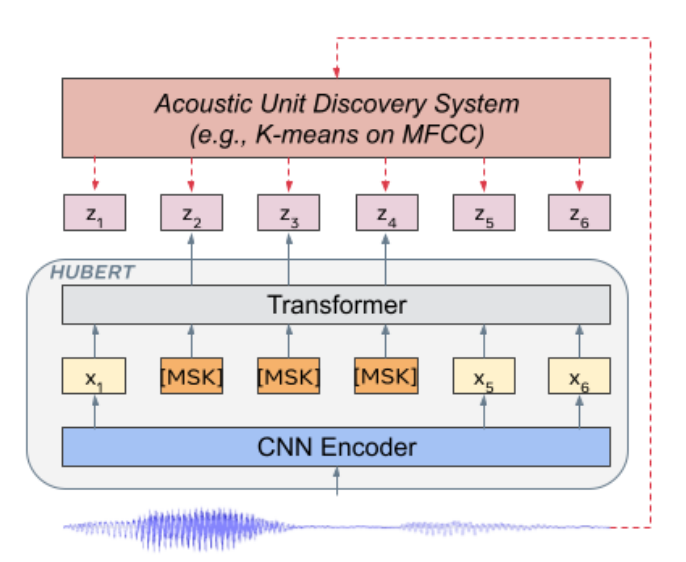 Acoustic Unit Discovery System
(e.g., K-means on MFCC)
z1 z2 z3 z4 z5 z6
HUBERT
Transformer
x1 [MSK] [MSK] [MSK] x5 x6
CNN Encoder